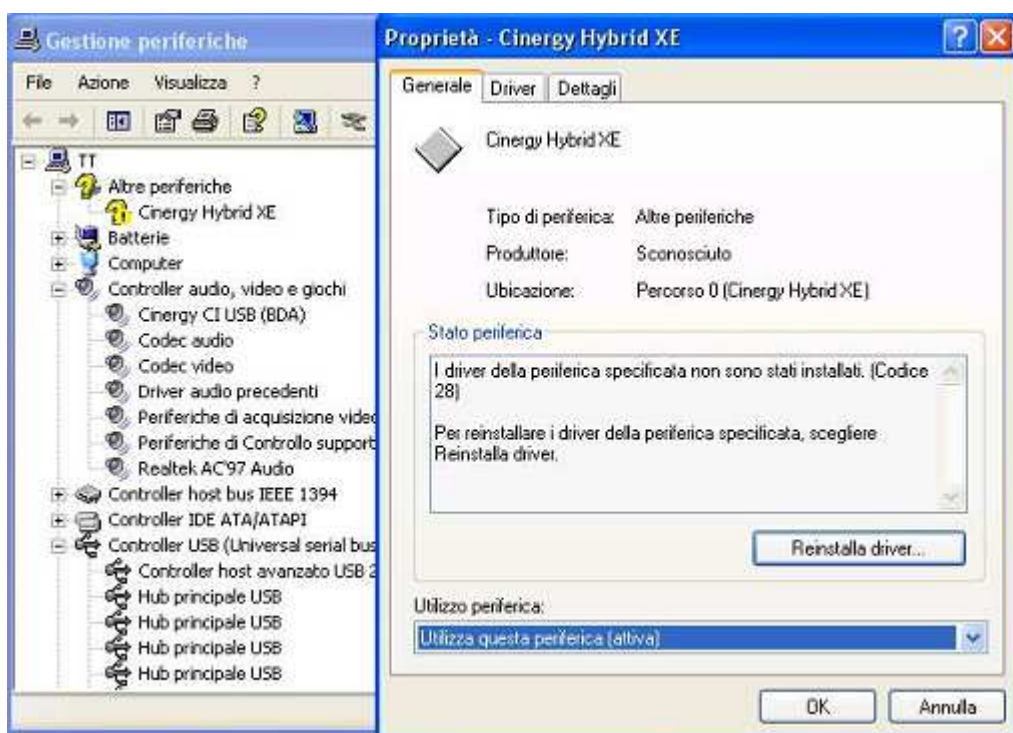 Gestione periferiche
File Azione Visualizza ?
TT
Altre periferiche
Cinergy Hybrid XE
Batterie
Computer
Controller audio, video e giochi
Cinergy CI USB (BDA)
Codec audio
Codec video
Driver audio precedenti
Periferiche di acquisizione video
Periferiche di Controllo support
Realtek AC'97 Audio
Controller host bus IEEE 1394
Controller IDE ATA/ATAPI
Controller USB (Universal serial bus
Controller host avanzato USB 2
Hub principale USB
Hub principale USB
Hub principale USB
Hub principale USB
Proprietà - Cinergy Hybrid XE
Generale Driver Dettagli
Cinergy Hybrid XE
Tipo di periferica: Altre periferiche
Produttore: Sconosciuto
Ubicazione: Percorso 0 (Cinergy Hybrid XE)
Stato periferica
I driver della periferica specificata non sono stati installati. (Codice
28)
Per reinstallare i driver della periferica specificata, scegliere
Reinstalla driver.
Reinstalla driver...
Utilizzo periferica:
Utilizza questa periferica (attiva)
OK Annulla